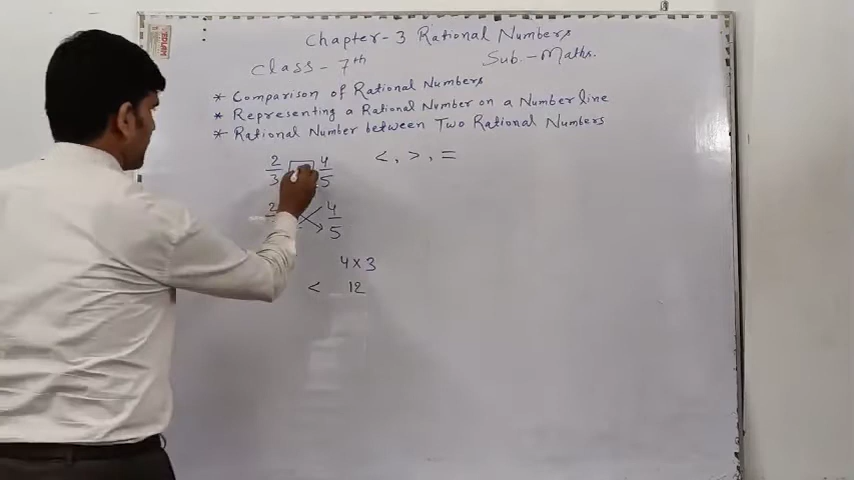 Chapter-3 Rational Numbers
Class-7th Sub.-Maths.
* Comparison of Rational Numbers
* Representing a Rational Number on a Number line
* Rational Number between Two Rational Numbers
2/3 4/5 <, >, =
2 4/5
4×3
< 12